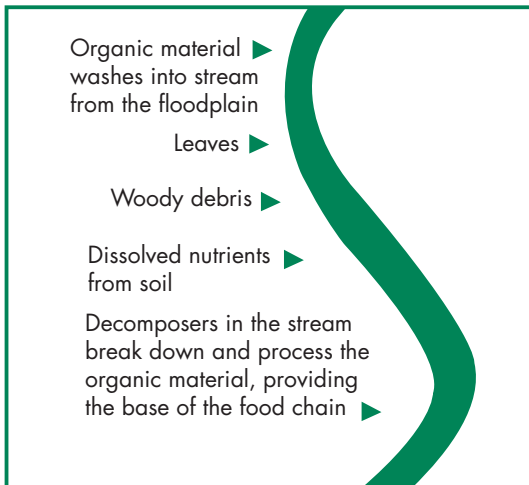 Organic material
washes into stream
from the floodplain
Leaves
Woody debris
Dissolved nutrients
from soil
Decomposers in the stream
break down and process the
organic material, providing
the base of the food chain